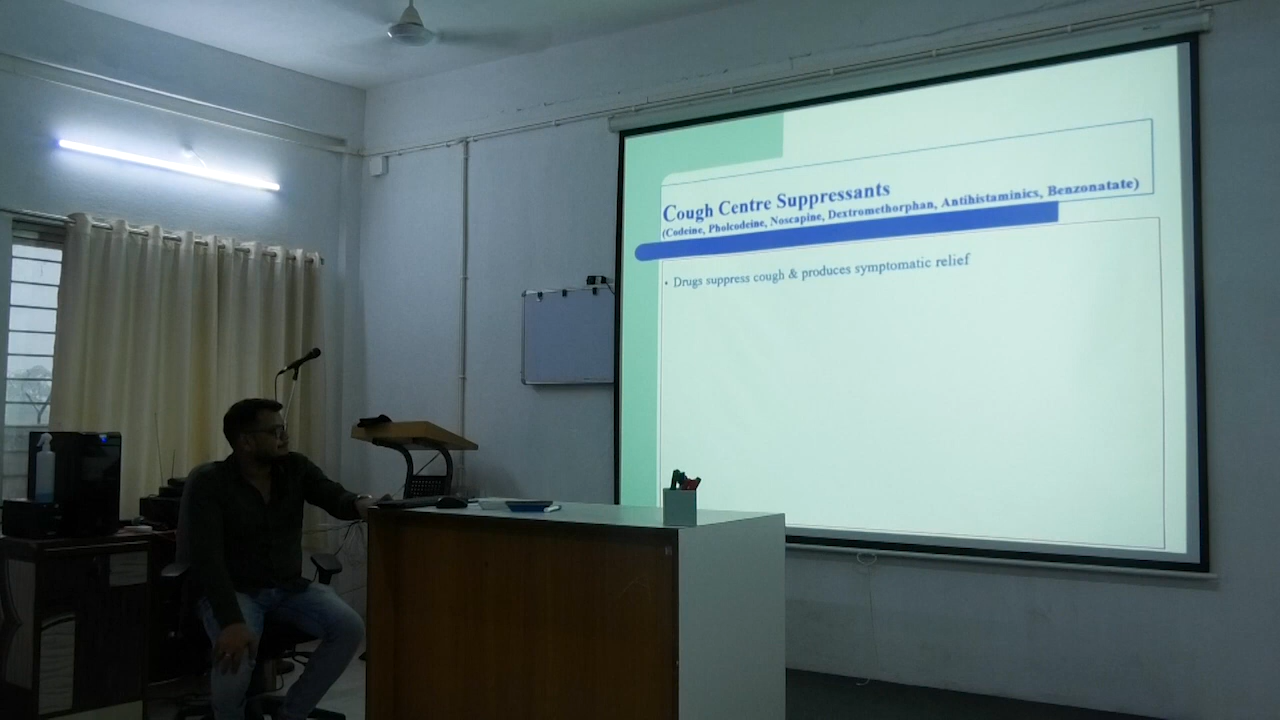 Cough Centre Suppressants
(Codeine, Pholcodeine, Noscapine, Dextromethorphan, Antihistaminics, Benzonatate)
• Drugs suppress cough & produces symptomatic relief